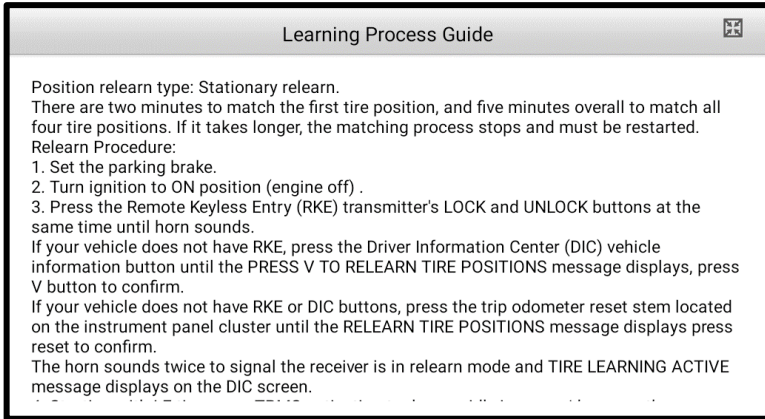 Learning Process Guide
Position relearn type: Stationary relearn.
There are two minutes to match the first tire position, and five minutes overall to match all
four tire positions. If it takes longer, the matching process stops and must be restarted.
Relearn Procedure:
1. Set the parking brake.
2. Turn ignition to ON position (engine off) .
3. Press the Remote Keyless Entry (RKE) transmitter's LOCK and UNLOCK buttons at the
same time until horn sounds.
If your vehicle does not have RKE, press the Driver Information Center (DIC) vehicle
information button until the PRESS V TO RELEARN TIRE POSITIONS message displays, press
V button to confirm.
If your vehicle does not have RKE or DIC buttons, press the trip odometer reset stem located
on the instrument panel cluster until the RELEARN TIRE POSITIONS message displays press
reset to confirm.
The horn sounds twice to signal the receiver is in relearn mode and TIRE LEARNING ACTIVE
message displays on the DIC screen.